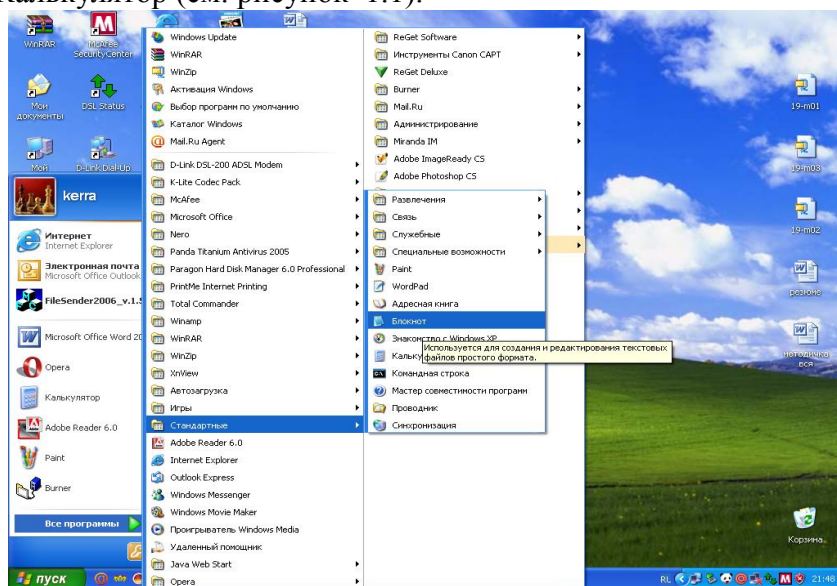 Калькулятор (см. рисунок 1.1).
WinRAR
McAfee
SecurityCenter
Мои
документы
DSL Status
Мой
D-Link Dial-Up
kerra
Интернет
Internet Explorer
Электронная почта
Microsoft Office Outlook
FileSender2006_v.1.5
Microsoft Office Word 20
Opera
Калькулятор
Adobe Reader 6.0
Paint
Burner
Все программы
пуск
Windows Update
WinRAR
WinZip
Активация Windows
Выбор программ по умолчанию
Каталог Windows
Mail.Ru Agent
D-Link DSL-200 ADSL Modem
K-Lite Codec Pack
McAfee
Microsoft Office
Nero
Panda Titanium Antivirus 2005
Paragon Hard Disk Manager 6.0 Professional
PrintMe Internet Printing
Total Commander
Winamp
WinRAR
WinZip
XnView
Автозагрузка
Игры
Стандартные
Adobe Reader 6.0
Internet Explorer
Outlook Express
Windows Messenger
Windows Movie Maker
Проигрыватель Windows Media
Удаленный помощник
Java Web Start
Opera
ReGet Software
Инструменты Canon CAPT
ReGet Deluxe
Burner
Mail.Ru
Администрирование
Miranda IM
Adobe ImageReady CS
Adobe Photoshop CS
Развлечения
Связь
Служебные
Специальные возможности
Paint
WordPad
Адресная книга
Блокнот
Знакомство с Windows XP
Используется для создания и редактирования текстовых
файлов простого формата.
Кальку
Командная строка
Мастер совместимости программ
Проводник
Синхронизация
19-m01
19-m03
19-m02
резюме
методичка
вся
Корзина
RL
21:48